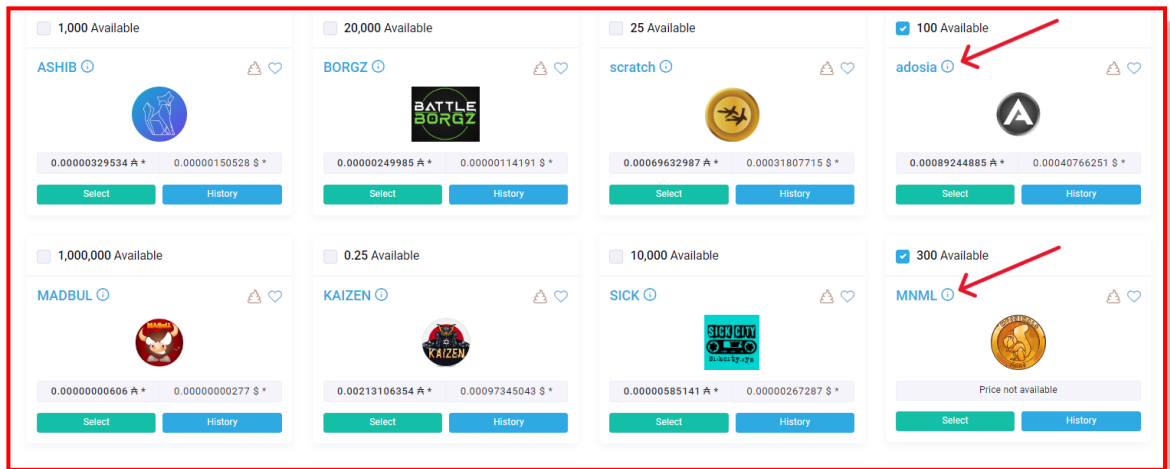 1,000 Available
20,000 Available
25 Available
100 Available
ASHIB
BORGZ
scratch
adosia
BATTLE
BORGZ
0.00000329534 ₳ * 0.00000150528 $ *
0.00000249985 ₳ * 0.00000114191 $ *
0.00069632987 ₳ * 0.00031807715 $ *
0.00089244885 ₳ * 0.00040766251 $ *
Select History
Select History
Select History
Select History
1,000,000 Available
0.25 Available
10,000 Available
300 Available
MADBUL
KAIZEN
SICK
MNML
MADBUL
KAIZEN
SICK CITY
Sickcity.xyz
0.00000000606 ₳ * 0.00000000277 $ *
0.00213106354 ₳ * 0.00097345043 $ *
0.00000585141 ₳ * 0.00000267287 $ *
Price not available
Select History
Select History
Select History
Select History